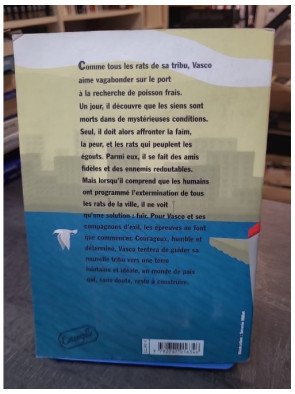 Comme tous les rats de sa tribu, Vasco
aime vagabonder sur le port
à la recherche de poisson frais.
Un jour, il découvre que les siens sont
morts dans de mystérieuses conditions.
Seul, il doit alors affronter la faim,
la peur, et les rats qui peuplent les
égouts. Parmi eux, il se fait des amis
fidèles et des ennemis redoutables.
Mais lorsqu'il comprend que les humains
ont programmé l'extermination de tous
les rats de la ville, il ne voit
qu'une solution : fuir. Pour Vasco et ses
compagnons d'exil, les épreuves ne font
que commencer. Courageux, humble et
déterminé, Vasco tentera de guider sa
nouvelle tribu vers une terre
lointaine et idéale, un monde de paix
qui, sans doute, reste à construire.